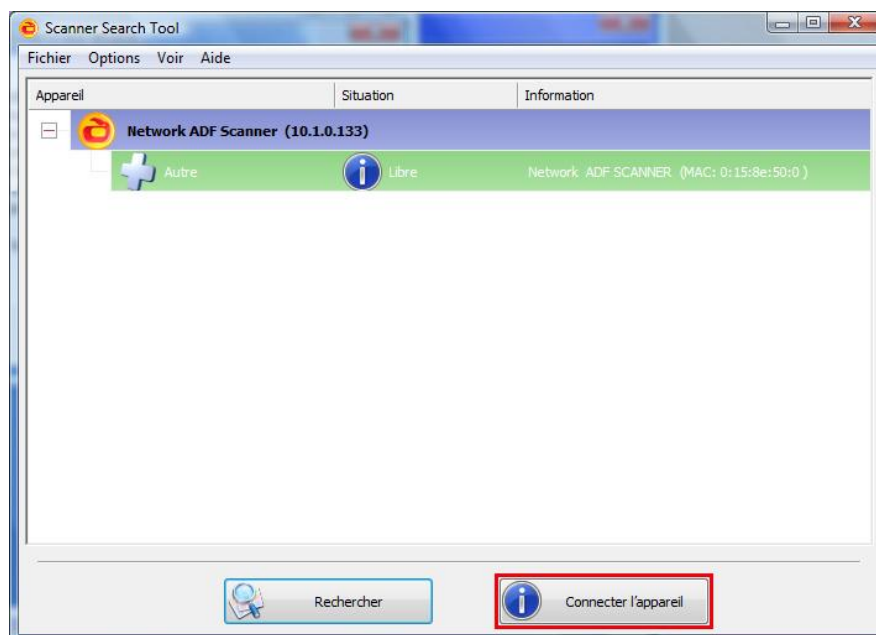 Scanner Search Tool
Fichier Options Voir Aide
Appareil Situation Information
Network ADF Scanner (10.1.0.133)
Autre Libre Network ADF SCANNER (MAC: 0:15:8e:50:0 )
Rechercher Connecter l'appareil